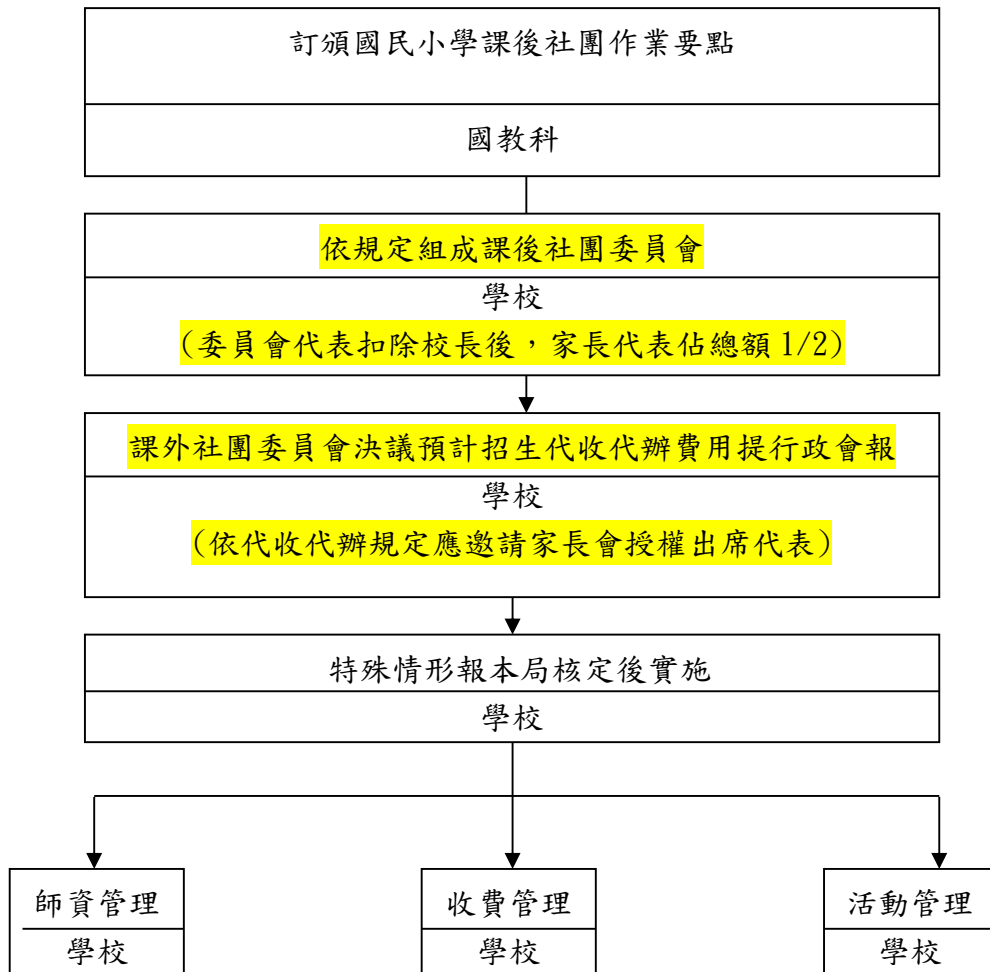 訂頒國民小學課後社團作業要點
國教科
依規定組成課後社團委員會
學校
(委員會代表扣除校長後，家長代表佔總額 1/2)
課外社團委員會決議預計招生代收代辦費用提行政會報
學校
(依代收代辦規定應邀請家長會授權出席代表)
特殊情形報本局核定後實施
學校
師資管理
學校
收費管理
學校
活動管理
學校